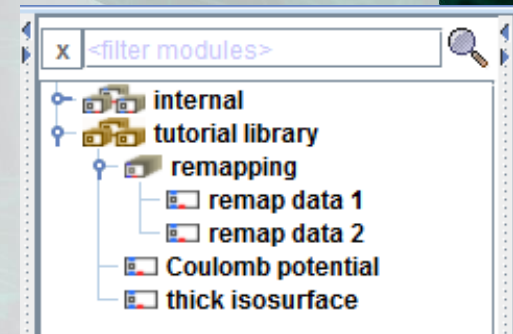 x <filter modules>
internal
tutorial library
remapping
remap data 1
remap data 2
Coulomb potential
thick isosurface